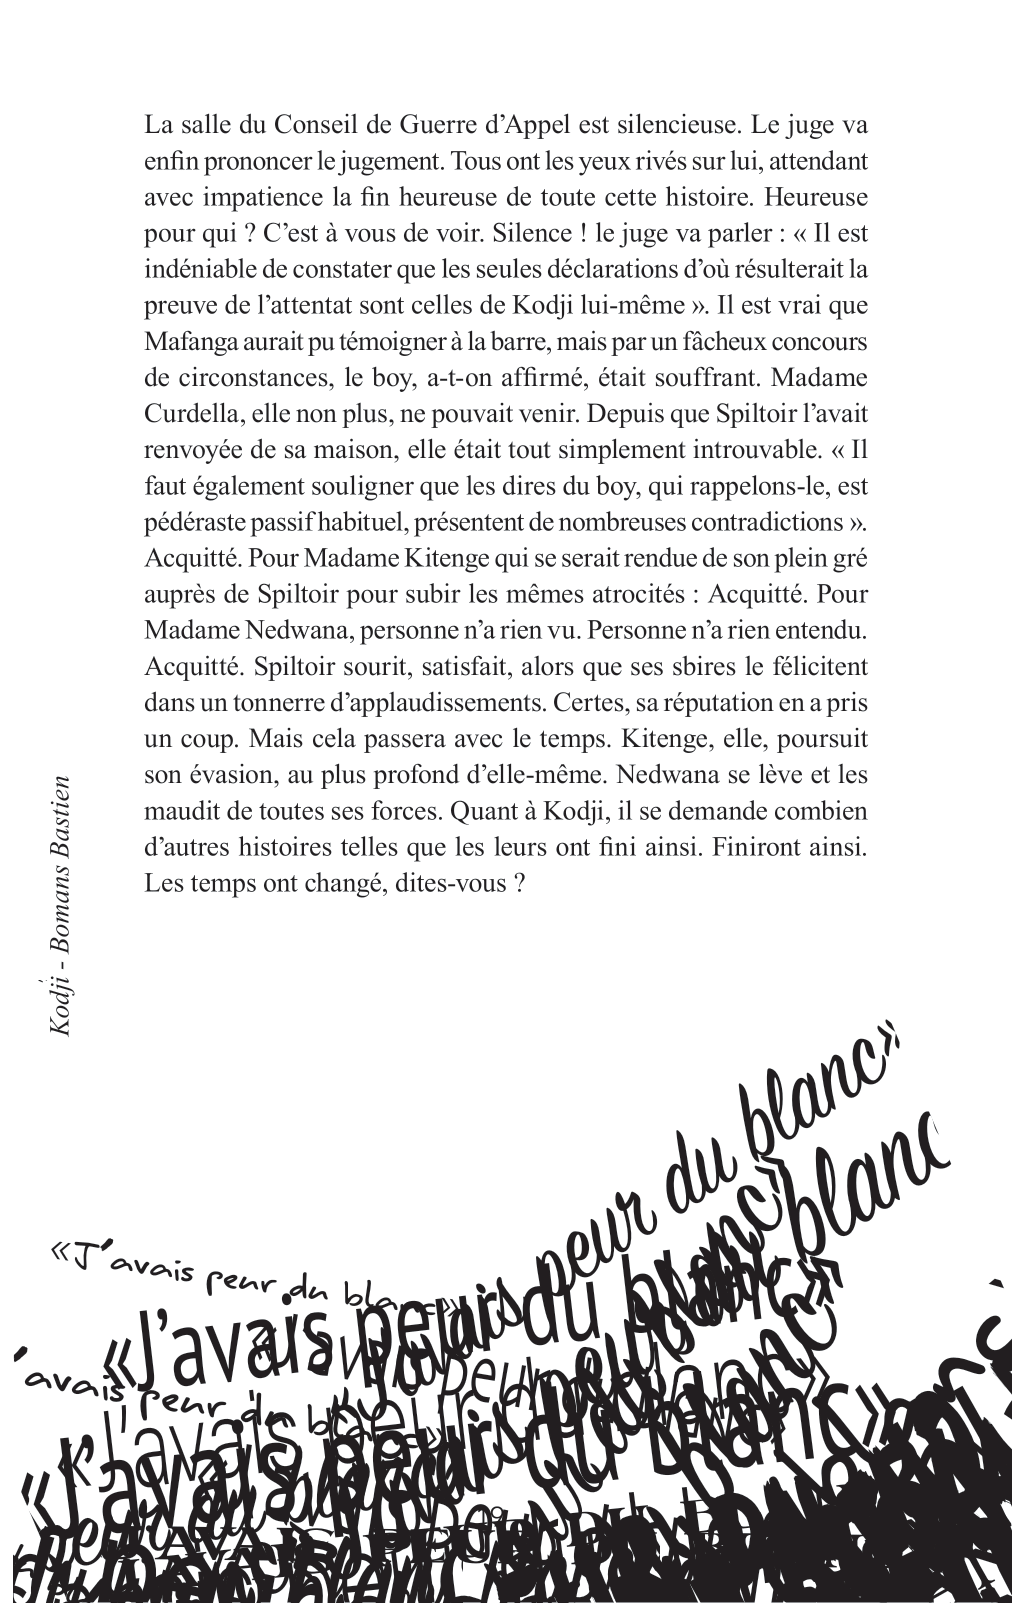 La salle du Conseil de Guerre d’Appel est silencieuse. Le juge va
enfin prononcer le jugement. Tous ont les yeux rivés sur lui, attendant
avec impatience la fin heureuse de toute cette histoire. Heureuse
pour qui ? C’est à vous de voir. Silence ! le juge va parler : « Il est
indéniable de constater que les seules déclarations d’où résulterait la
preuve de l’attentat sont celles de Kodji lui-même ». Il est vrai que
Mafanga aurait pu témoigner à la barre, mais par un fâcheux concours
de circonstances, le boy, a-t-on affirmé, était souffrant. Madame
Curdella, elle non plus, ne pouvait venir. Depuis que Spiltoir l’avait
renvoyée de sa maison, elle était tout simplement introuvable. « Il
faut également souligner que les dires du boy, qui rappelons-le, est
pédéraste passif habituel, présentent de nombreuses contradictions ».
Acquitté. Pour Madame Kitenge qui se serait rendue de son plein gré
auprès de Spiltoir pour subir les mêmes atrocités : Acquitté. Pour
Madame Nedwana, personne n’a rien vu. Personne n’a rien entendu.
Acquitté. Spiltoir sourit, satisfait, alors que ses sbires le félicitent
dans un tonnerre d’applaudissements. Certes, sa réputation en a pris
un coup. Mais cela passera avec le temps. Kitenge, elle, poursuit
son évasion, au plus profond d’elle-même. Nedwana se lève et les
maudit de toutes ses forces. Quant à Kodji, il se demande combien
d’autres histoires telles que les leurs ont fini ainsi. Finiront ainsi.
Les temps ont changé, dites-vous ?
Kodji - Bomans Bastien
peur du blanc»
blanc
«J’avais peur du blanc»
«J’avais peur du blanc»
avais peur du blanc»
«J’avais peur du blanc»